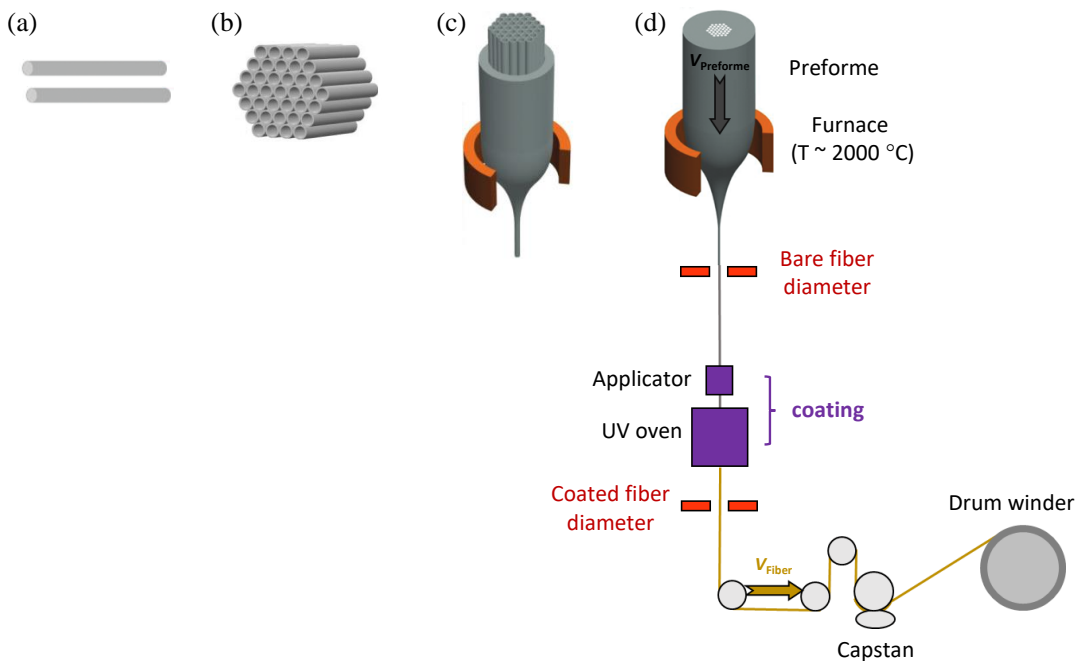 (a)
(b)
(c)
(d)
VPreforme
Preforme
Furnace
(T ~ 2000 °C)
Bare fiber
diameter
Applicator
coating
UV oven
Coated fiber
diameter
Drum winder
VFiber
Capstan